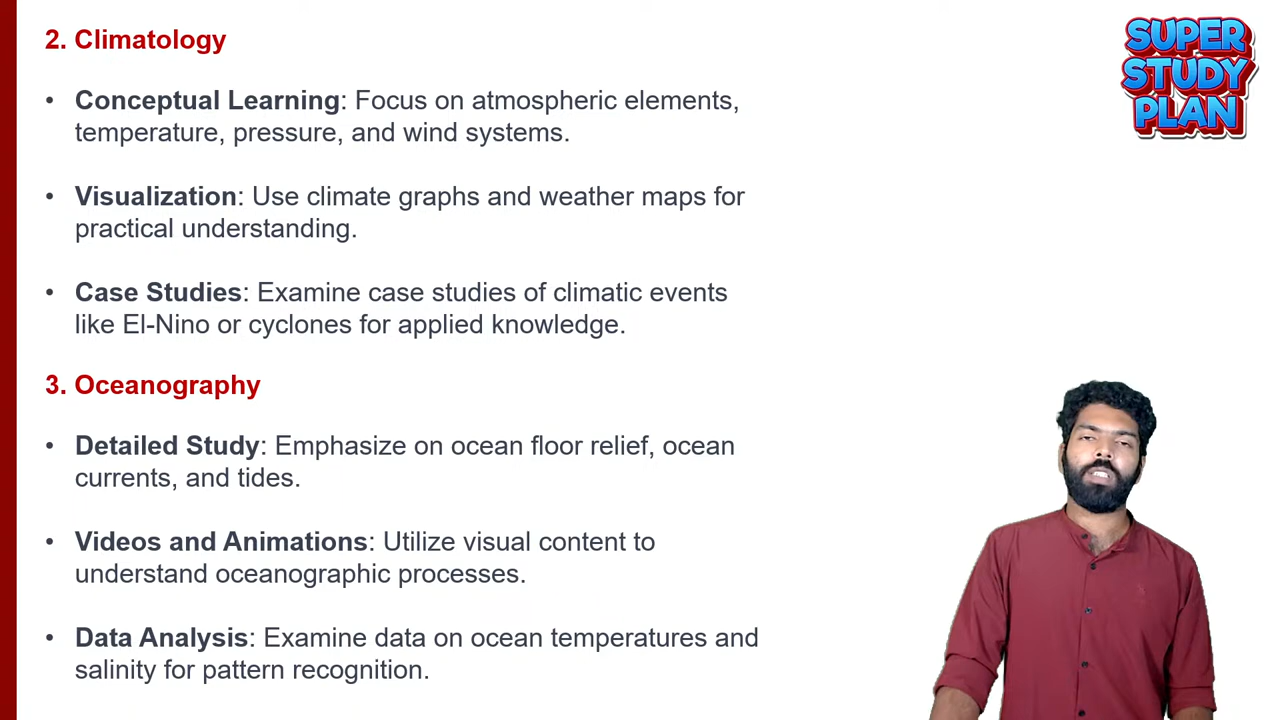 2. Climatology
• Conceptual Learning: Focus on atmospheric elements,
temperature, pressure, and wind systems.
• Visualization: Use climate graphs and weather maps for
practical understanding.
• Case Studies: Examine case studies of climatic events
like El-Nino or cyclones for applied knowledge.
3. Oceanography
• Detailed Study: Emphasize on ocean floor relief, ocean
currents, and tides.
• Videos and Animations: Utilize visual content to
understand oceanographic processes.
• Data Analysis: Examine data on ocean temperatures and
salinity for pattern recognition.
SUPER
STUDY
PLAN